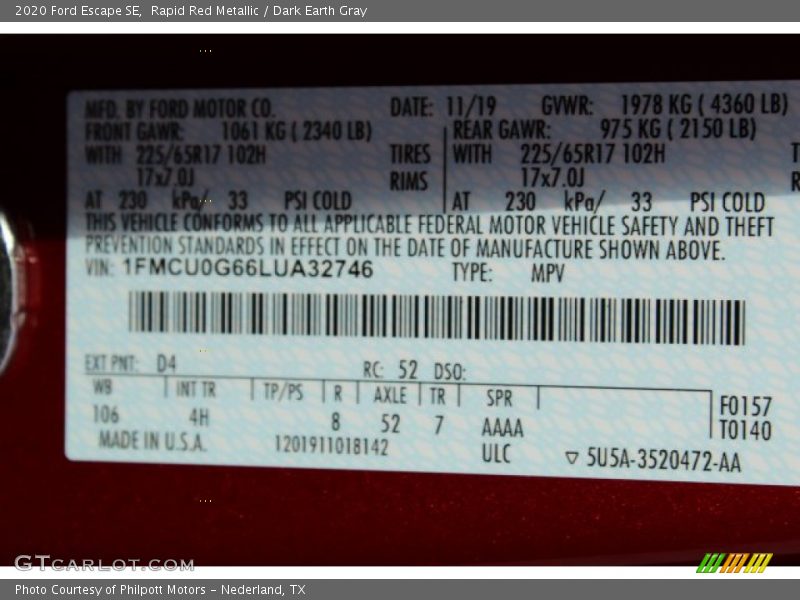 2020 Ford Escape SE, Rapid Red Metallic / Dark Earth Gray
MFD. BY FORD MOTOR CO. DATE: 11/19 GVWR: 1978 KG ( 4360 LB)
FRONT GAWR: 1061 KG ( 2340 LB) REAR GAWR: 975 KG ( 2150 LB)
WITH 225/65R17 102H TIRES WITH 225/65R17 102H T
17x7.0J RIMS 17x7.0J R
AT 230 kPa/ 33 PSI COLD AT 230 kPa/ 33 PSI COLD
THIS VEHICLE CONFORMS TO ALL APPLICABLE FEDERAL MOTOR VEHICLE SAFETY AND THEFT
PREVENTION STANDARDS IN EFFECT ON THE DATE OF MANUFACTURE SHOWN ABOVE.
VIN: 1FMCU0G66LUA32746 TYPE: MPV
EXT PNT: D4 RC: 52 DSO:
WB INT TR TP/PS R AXLE TR SPR F0157
106 4H 8 52 7 AAAA T0140
MADE IN U.S.A. 1201911018142 ULC ▽ 5U5A-3520472-AA
GTCARLOT.COM
Photo Courtesy of Philpott Motors - Nederland, TX